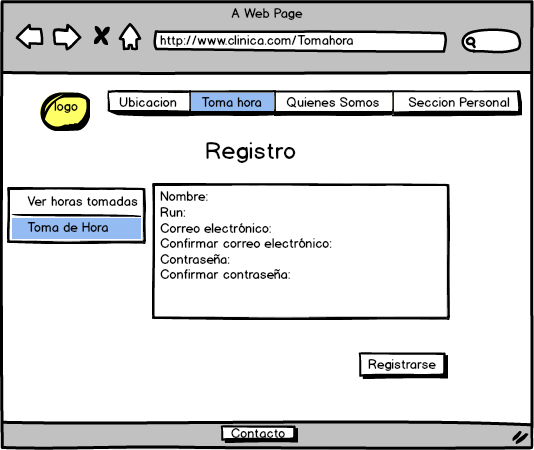 A Web Page
http://www.clinica.com/Tomahora
logo
Ubicacion Toma hora Quienes Somos Seccion Personal
Registro
Ver horas tomadas
Toma de Hora
Nombre:
Run:
Correo electrónico:
Confirmar correo electrónico:
Contraseña:
Confirmar contraseña:
Registrarse
Contacto